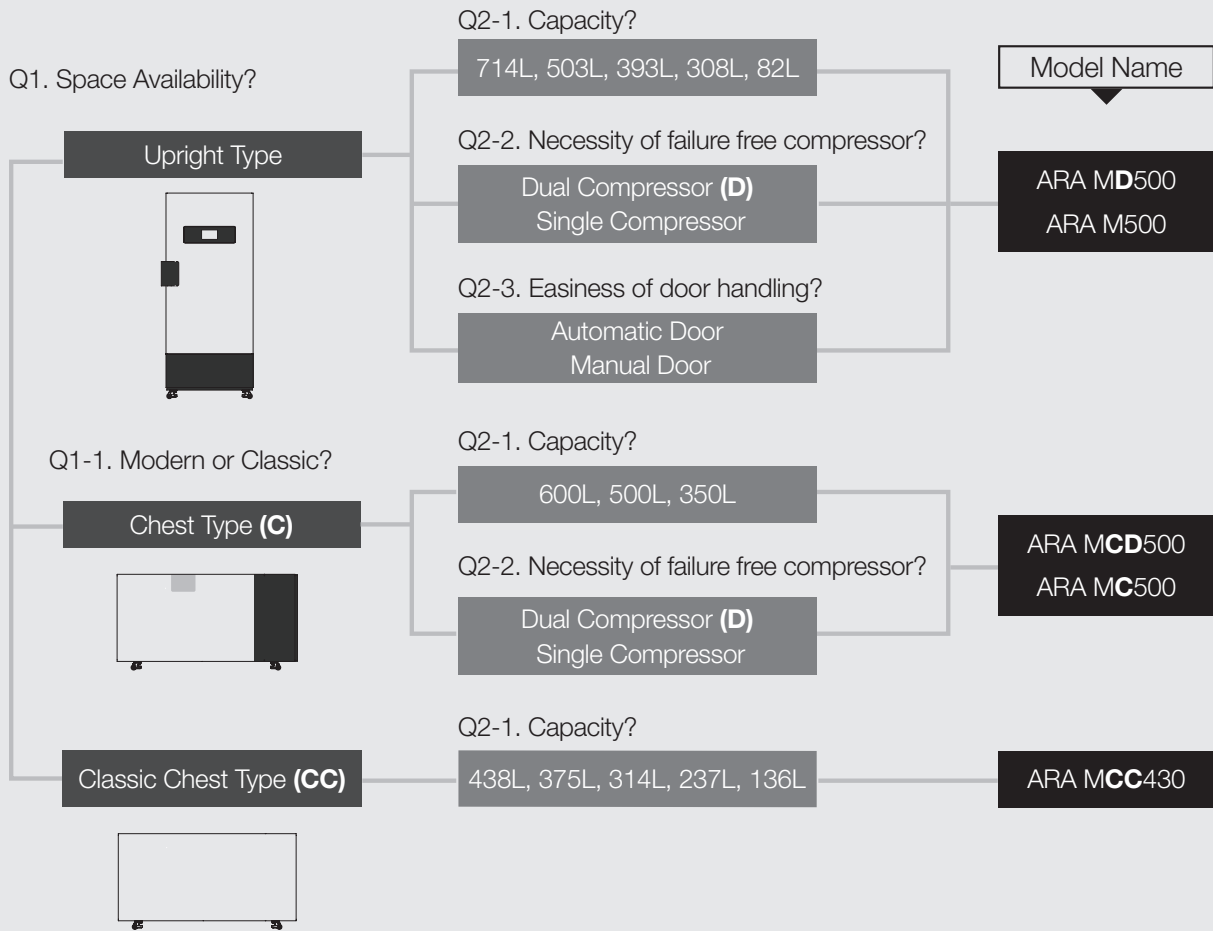 Q1. Space Availability?
Upright Type
Q2-1. Capacity?
714L, 503L, 393L, 308L, 82L
Q2-2. Necessity of failure free compressor?
Dual Compressor (D)
Single Compressor
Q2-3. Easiness of door handling?
Automatic Door
Manual Door
Model Name
ARA MD500
ARA M500
Q1-1. Modern or Classic?
Chest Type (C)
Q2-1. Capacity?
600L, 500L, 350L
Q2-2. Necessity of failure free compressor?
Dual Compressor (D)
Single Compressor
ARA MCD500
ARA MC500
Classic Chest Type (CC)
Q2-1. Capacity?
438L, 375L, 314L, 237L, 136L
ARA MCC430